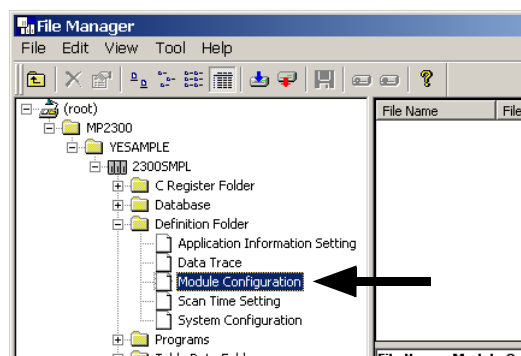 File Manager
File Edit View Tool Help
(root)
File Name
File
MP2300
YESAMPLE
2300SMPL
C Register Folder
Database
Definition Folder
Application Information Setting
Data Trace
Module Configuration
Scan Time Setting
System Configuration
Programs